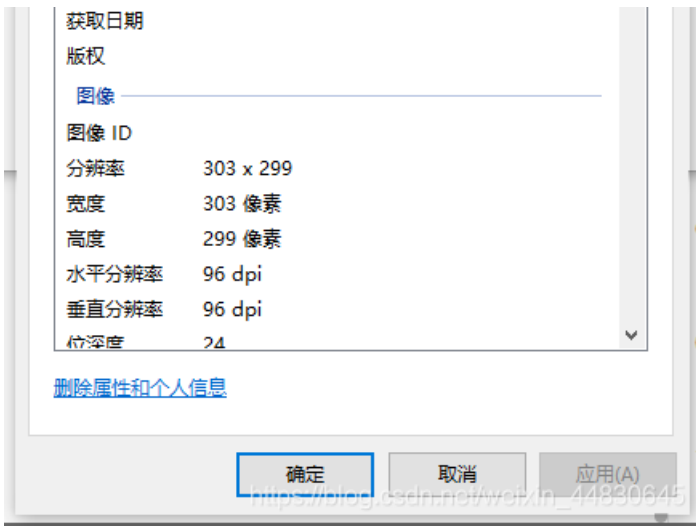 获取日期
版权
图像
图像 ID
分辨率 303 x 299
宽度 303 像素
高度 299 像素
水平分辨率 96 dpi
垂直分辨率 96 dpi
位深度 24
删除属性和个人信息
确定 取消 应用(A)
https://blog.csdn.net/weixin_44830645